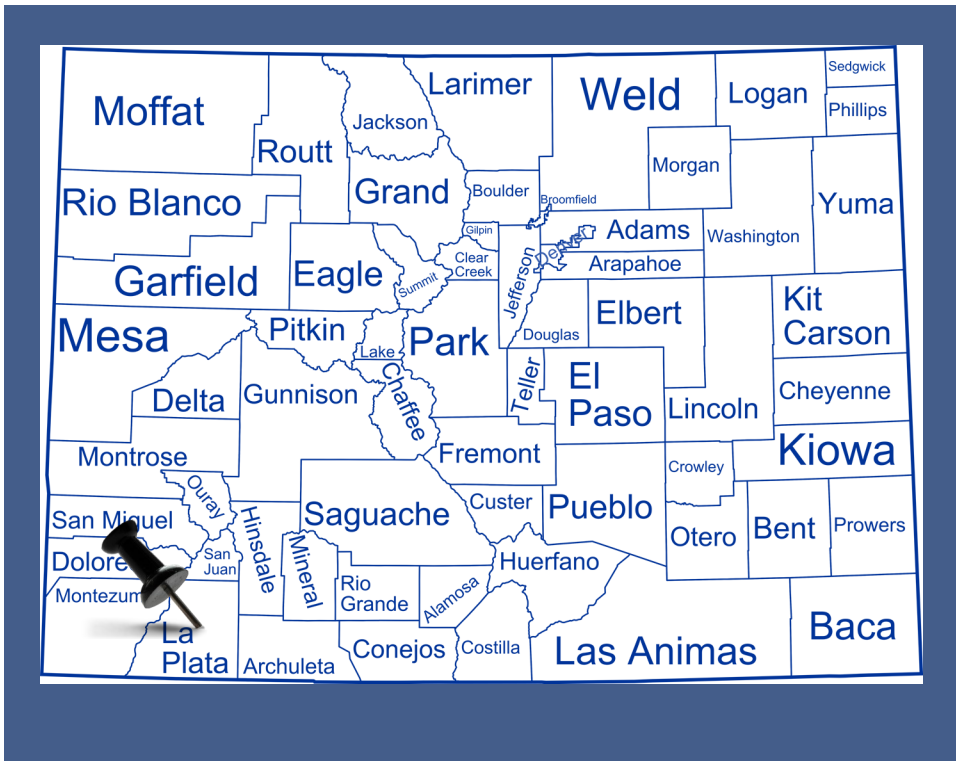 Moffat
Routt
Jackson
Larimer
Weld
Logan
Sedgwick
Phillips
Morgan
Rio Blanco
Grand
Boulder
Broomfield
Gilpin
Adams
Washington
Yuma
Garfield
Eagle
Summit
Clear
Creek
Jefferson
Denver
Arapahoe
Mesa
Pitkin
Lake
Park
Douglas
Elbert
Kit
Carson
Delta
Gunnison
Chaffee
Teller
El
Paso
Lincoln
Cheyenne
Montrose
Fremont
Crowley
Kiowa
Ouray
San Miguel
Hinsdale
Saguache
Custer
Pueblo
Otero
Bent
Prowers
Dolore
San
Juan
Mineral
Rio
Grande
Alamosa
Huerfano
Montezum
La
Plata
Archuleta
Conejos
Costilla
Las Animas
Baca